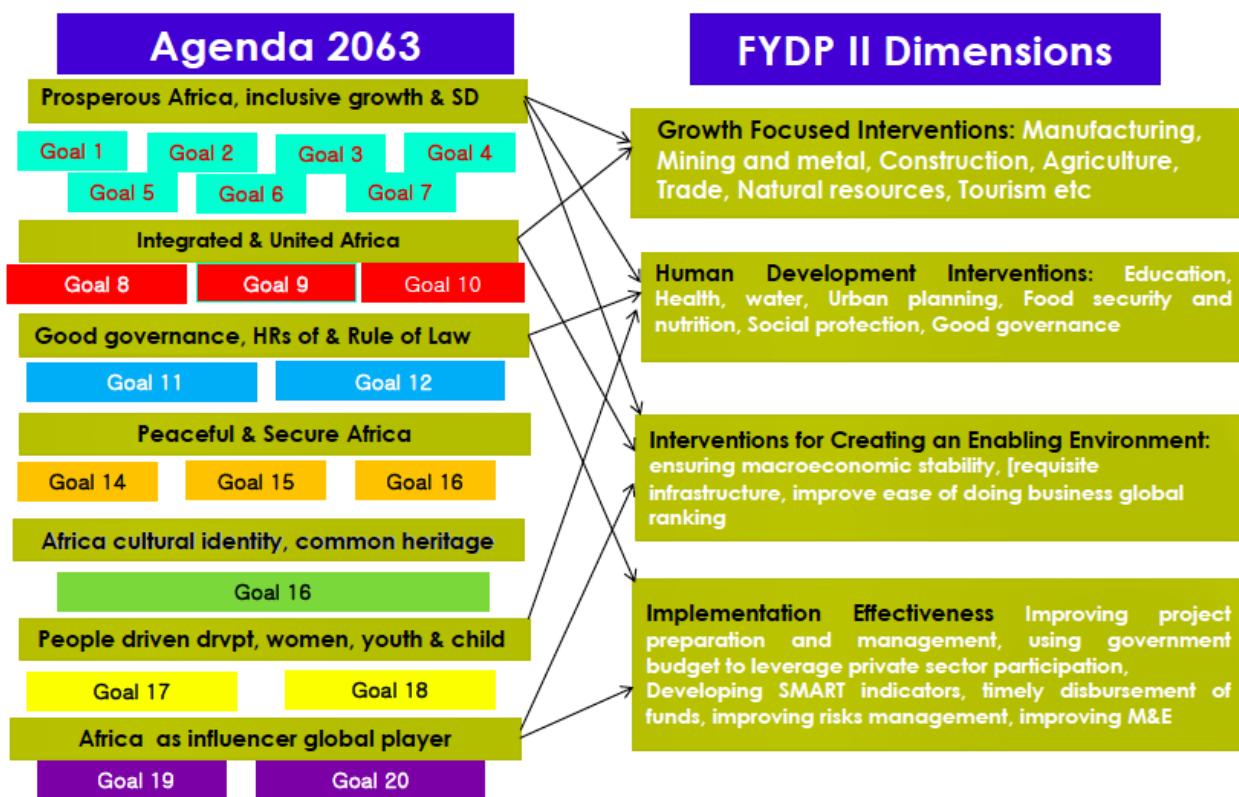 Agenda 2063
Prosperous Africa, inclusive growth & SD
Goal 1
Goal 2
Goal 3
Goal 4
Goal 5
Goal 6
Goal 7
Integrated & United Africa
Goal 8
Goal 9
Goal 10
Good governance, HRs of & Rule of Law
Goal 11
Goal 12
Peaceful & Secure Africa
Goal 14
Goal 15
Goal 16
Africa cultural identity, common heritage
Goal 16
People driven drvpt, women, youth & child
Goal 17
Goal 18
Africa as influencer global player
Goal 19
Goal 20
FYDP II Dimensions
Growth Focused Interventions: Manufacturing,
Mining and metal, Construction, Agriculture,
Trade, Natural resources, Tourism etc
Human Development Interventions: Education,
Health, water, Urban planning, Food security and
nutrition, Social protection, Good governance
Interventions for Creating an Enabling Environment:
ensuring macroeconomic stability, [requisite
infrastructure, improve ease of doing business global
ranking
Implementation Effectiveness Improving project
preparation and management, using government
budget to leverage private sector participation,
Developing SMART indicators, timely disbursement of
funds, improving risks management, improving M&E